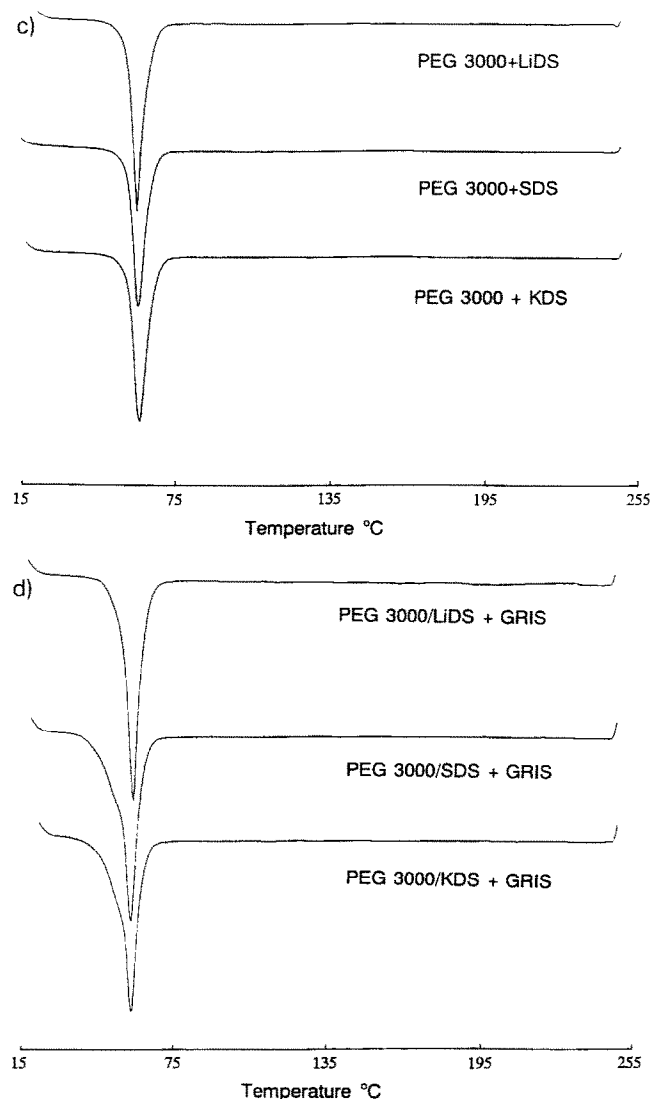 c)
PEG 3000+LiDS
PEG 3000+SDS
PEG 3000 + KDS
15 75 135 195 255
Temperature °C
d)
PEG 3000/LiDS + GRIS
PEG 3000/SDS + GRIS
PEG 3000/KDS + GRIS
15 75 135 195 255
Temperature °C